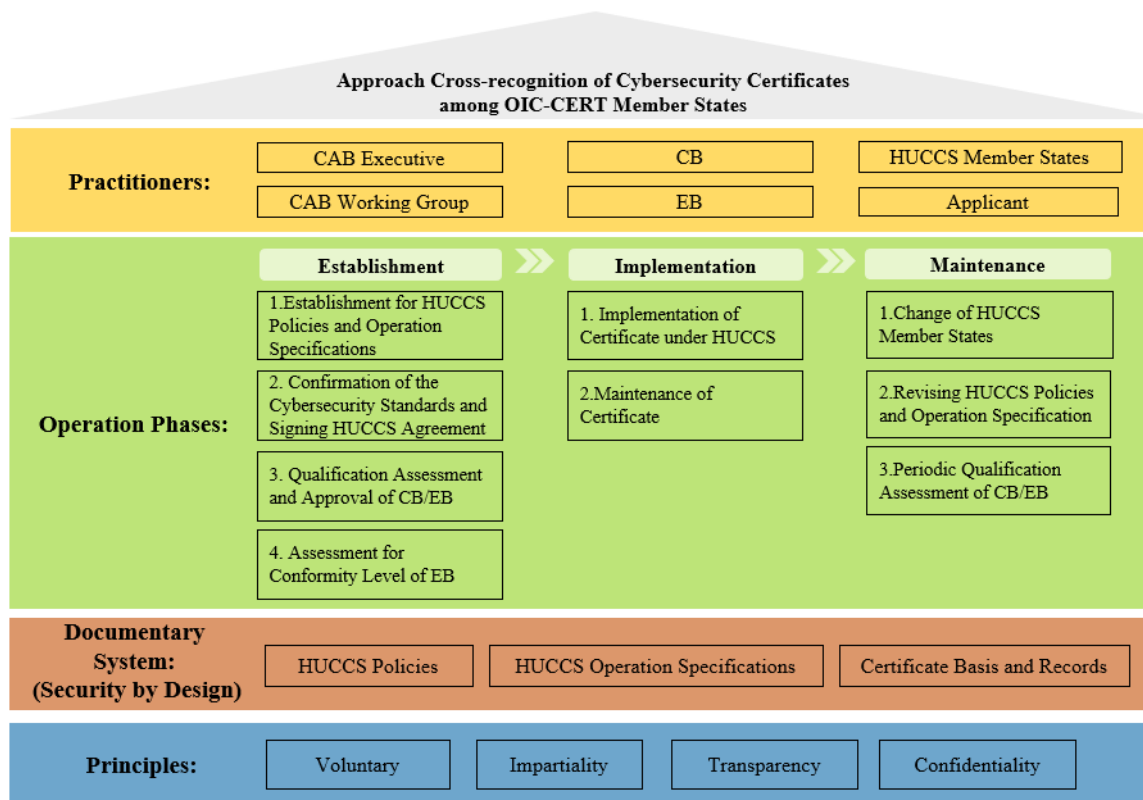 Approach Cross-recognition of Cybersecurity Certificates
among OIC-CERT Member States
Practitioners:
CAB Executive
CB
HUCCS Member States
CAB Working Group
EB
Applicant
Operation Phases:
Establishment
1.Establishment for HUCCS
Policies and Operation
Specifications
2. Confirmation of the
Cybersecurity Standards and
Signing HUCCS Agreement
3. Qualification Assessment
and Approval of CB/EB
4. Assessment for
Conformity Level of EB
Implementation
1. Implementation of
Certificate under HUCCS
2.Maintenance of
Certificate
Maintenance
1.Change of HUCCS
Member States
2.Revising HUCCS Policies
and Operation Specification
3.Periodic Qualification
Assessment of CB/EB
Documentary
System:
(Security by Design)
HUCCS Policies
HUCCS Operation Specifications
Certificate Basis and Records
Principles:
Voluntary
Impartiality
Transparency
Confidentiality